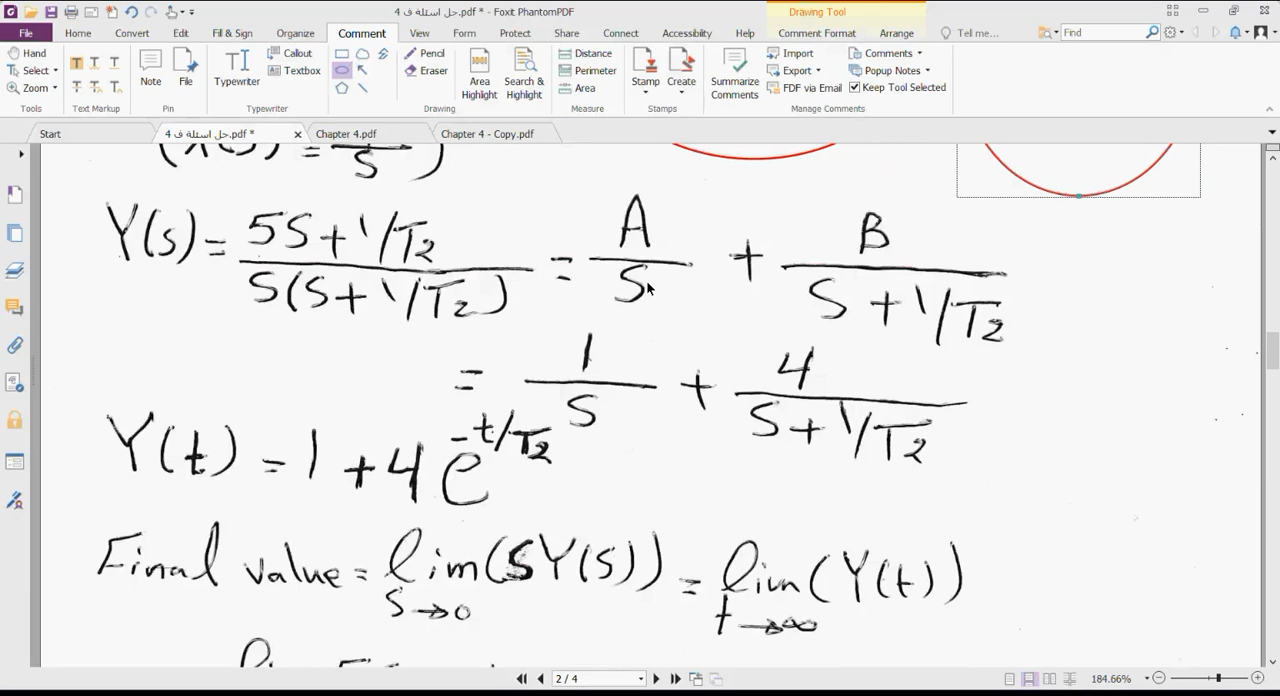 حل اسئلة ف 4.pdf * - Foxit PhantomPDF
Drawing Tool
File Home Convert Edit Fill & Sign Organize Comment View Form Protect Share Connect Accessibility Help Comment Format Arrange Tell me... Find
Hand
Select
Zoom
Tools
Text Markup
Note
File
Pin
Typewriter
Callout
Textbox
Typewriter
Pencil
Eraser
Drawing
Area Highlight
Search & Highlight
Distance
Perimeter
Area
Measure
Stamp
Create
Stamps
Summarize Comments
Import
Export
FDF via Email
Comments
Popup Notes
Keep Tool Selected
Manage Comments
Start
حل اسئلة ف 4.pdf *
Chapter 4.pdf
Chapter 4 - Copy.pdf
Y(s) = 5S + 1/T2 / S(S + 1/T2) = A / S + B / S + 1/T2
= 1 / S + 4 / S + 1/T2
Y(t) = 1 + 4 e^-t/T2
Final value = lim (SY(S)) = lim (Y(t))
S → 0 t → ∞
2 / 4
184.66%